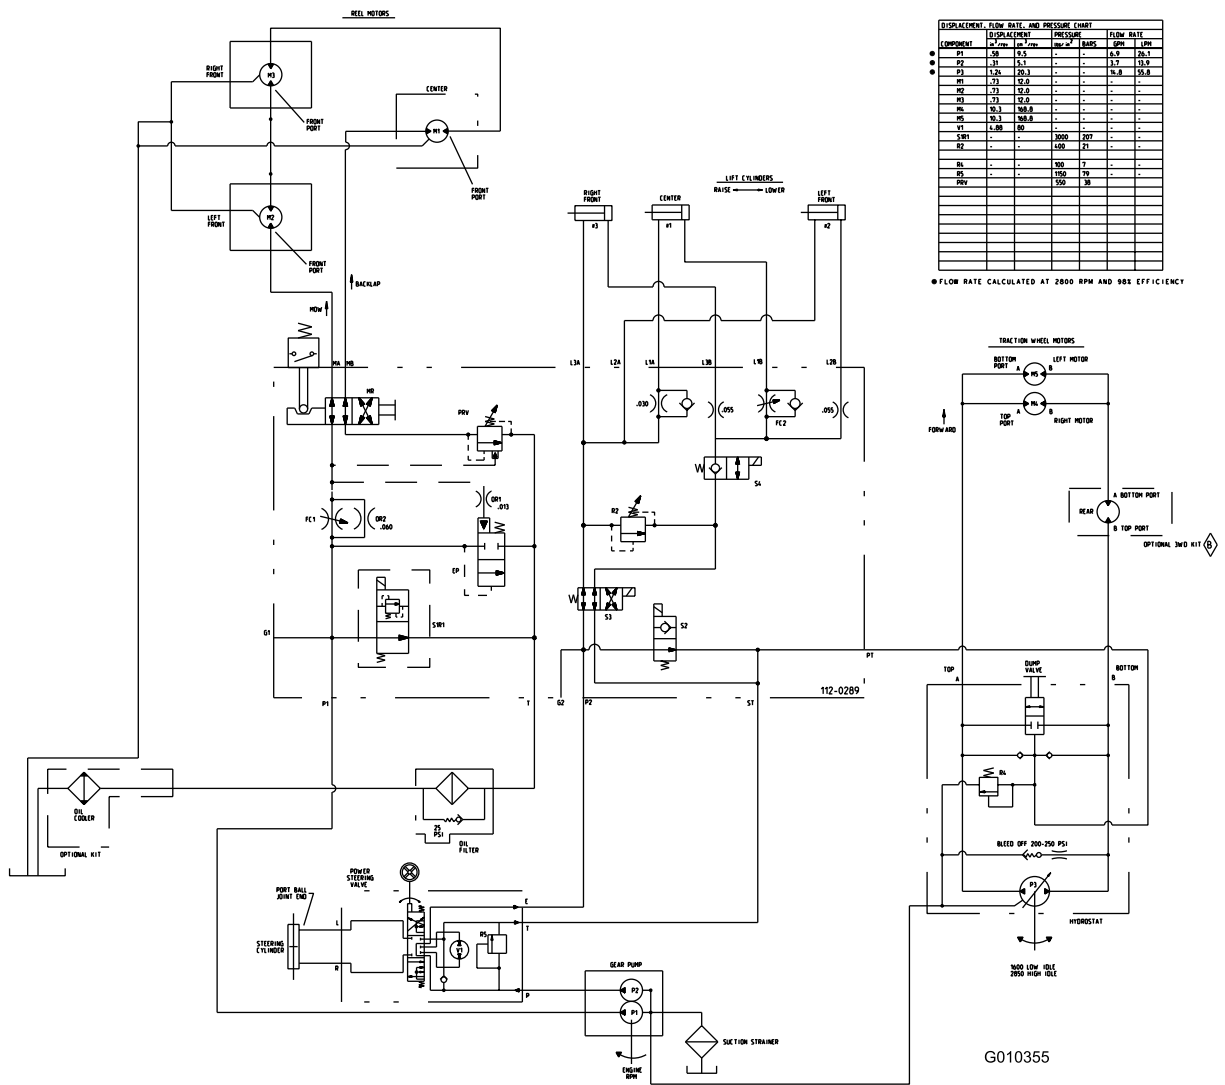 REEL MOTORS
RIGHT
FRONT
M3
FRONT
PORT
CENTER
M1
FRONT
PORT
LEFT
FRONT
M2
FRONT
PORT
BACKLAP
MOW
MA
MB
MR
PRV
FC1
OR2
.060
OR1
.013
EP
S1R1
G1
P1
T
G2
P2
ST
PT
112-0289
LIFT CYLINDERS
RAISE
LOWER
RIGHT
FRONT
#3
CENTER
#1
LEFT
FRONT
#2
L3A
L2A
L1A
L3B
L1B
L2B
.030
.055
FC2
.055
S4
R2
S3
S2
DISPLACEMENT, FLOW RATE, AND PRESSURE CHART
DISPLACEMENT PRESSURE FLOW RATE
COMPONENT in³/rev cm³/rev LBS/in² BARS GPM LPM
P1 .58 9.5 - - 6.9 26.1
P2 .31 5.1 - - 3.7 13.9
P3 1.24 20.3 - - 14.8 55.8
M1 .73 12.0 - - - -
M2 .73 12.0 - - - -
M3 .73 12.0 - - - -
M4 10.3 168.8 - - - -
M5 10.3 168.8 - - - -
V1 4.88 80 - - - -
S1R1 - - 3000 207 - -
R2 - - 400 21 - -
R4 - - 100 7 - -
R5 - - 1150 79 - -
PRV 550 38
FLOW RATE CALCULATED AT 2800 RPM AND 98% EFFICIENCY
TRACTION WHEEL MOTORS
BOTTOM
PORT
LEFT MOTOR
A
B
M5
M4
A
B
TOP
PORT
RIGHT MOTOR
FORWARD
A BOTTOM PORT
REAR
B TOP PORT
OPTIONAL 3WD KIT
B
TOP
A
DUMP
VALVE
BOTTOM
B
R4
BLEED OFF 200-250 PSI
P3
HYDROSTAT
1600 LOW IDLE
2850 HIGH IDLE
OIL
COOLER
OPTIONAL KIT
25
PSI
OIL
FILTER
POWER
STEERING
VALVE
PORT BALL
JOINT END
STEERING
CYLINDER
L
R
V1
R5
E
T
P
GEAR PUMP
P2
P1
ENGINE
RPM
SUCTION STRAINER
G010355